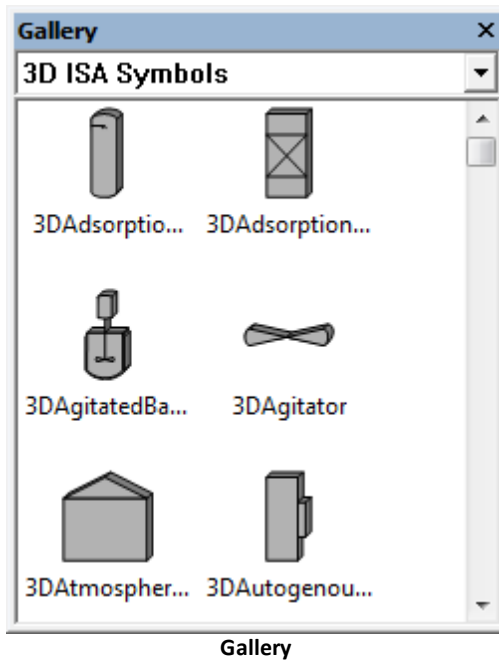 Gallery
3D ISA Symbols
3DAdsorptio... 3DAdsorption...
3DAgitatedBa... 3DAgitator
3DAtmospher... 3DAutogenou...
Gallery